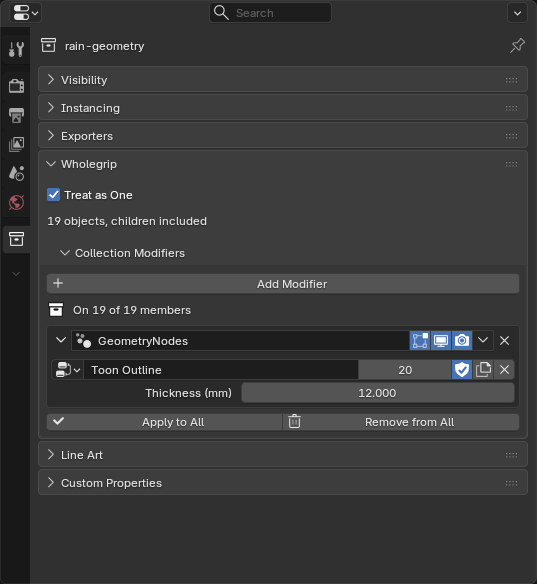 Search
rain-geometry
Visibility
Instancing
Exporters
Wholegrip
Treat as One
19 objects, children included
Collection Modifiers
Add Modifier
On 19 of 19 members
GeometryNodes
Toon Outline 20
Thickness (mm) 12.000
Apply to All Remove from All
Line Art
Custom Properties